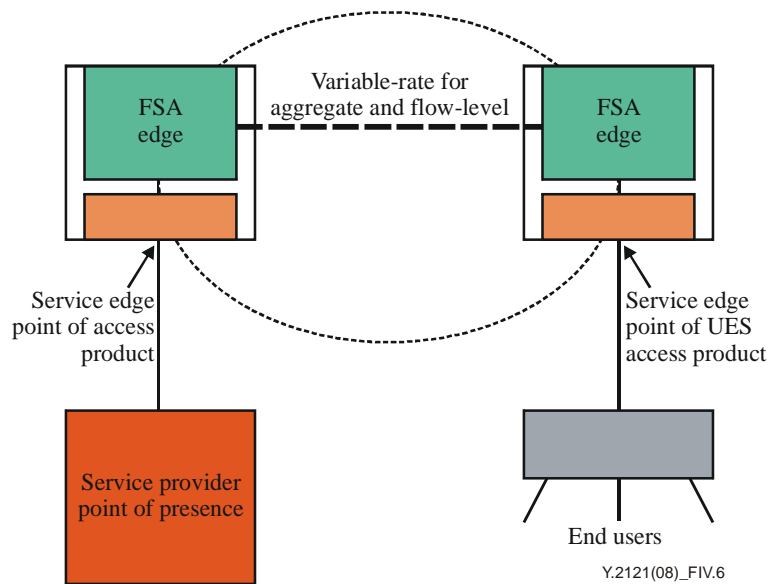 FSA
edge
Variable-rate for
aggregate and flow-level
FSA
edge
Service edge
point of access
product
Service edge
point of UES
access product
Service provider
point of presence
End users
Y.2121(08)_FIV.6